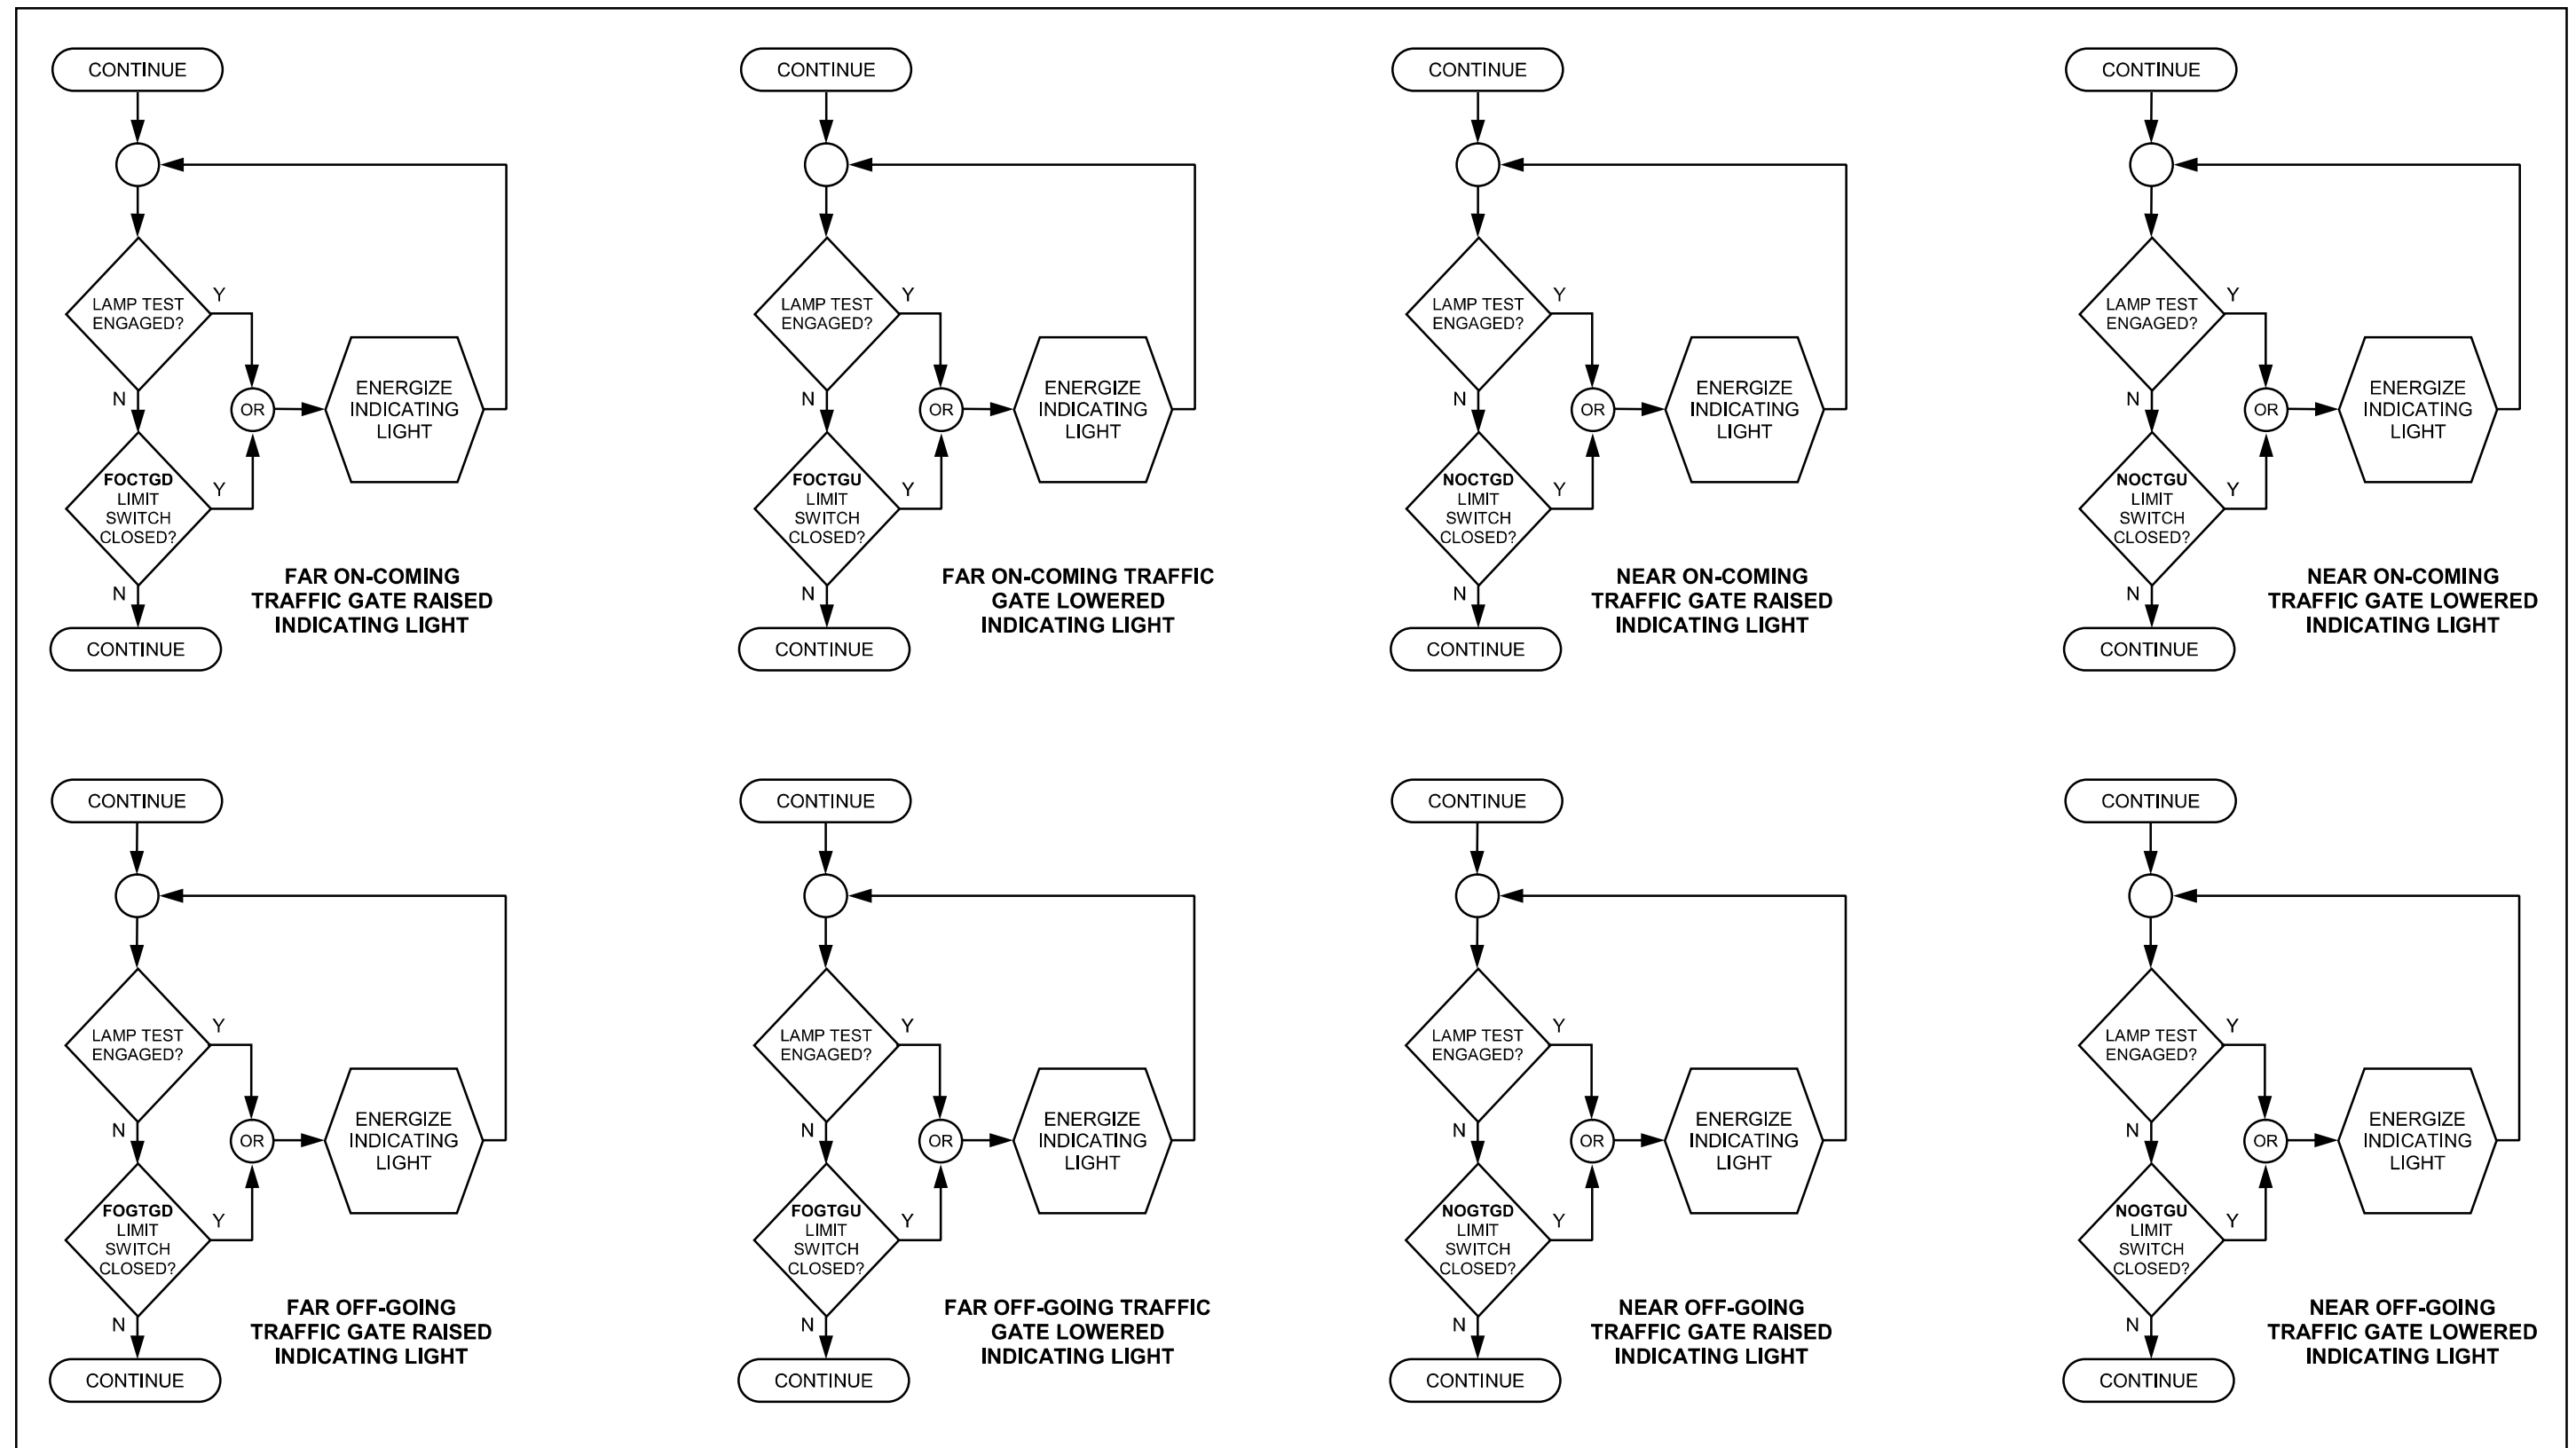 CONTINUE
LAMP TEST
ENGAGED?
Y
N
OR
ENERGIZE
INDICATING
LIGHT
FOCTGD
LIMIT
SWITCH
CLOSED?
Y
N
FAR ON-COMING
TRAFFIC GATE RAISED
INDICATING LIGHT
CONTINUE
CONTINUE
LAMP TEST
ENGAGED?
Y
N
OR
ENERGIZE
INDICATING
LIGHT
FOCTGU
LIMIT
SWITCH
CLOSED?
Y
N
FAR ON-COMING TRAFFIC
GATE LOWERED
INDICATING LIGHT
CONTINUE
CONTINUE
LAMP TEST
ENGAGED?
Y
N
OR
ENERGIZE
INDICATING
LIGHT
NOCTGD
LIMIT
SWITCH
CLOSED?
Y
N
NEAR ON-COMING
TRAFFIC GATE RAISED
INDICATING LIGHT
CONTINUE
CONTINUE
LAMP TEST
ENGAGED?
Y
N
OR
ENERGIZE
INDICATING
LIGHT
NOCTGU
LIMIT
SWITCH
CLOSED?
Y
N
NEAR ON-COMING
TRAFFIC GATE LOWERED
INDICATING LIGHT
CONTINUE
CONTINUE
LAMP TEST
ENGAGED?
Y
N
OR
ENERGIZE
INDICATING
LIGHT
FOGTGD
LIMIT
SWITCH
CLOSED?
Y
N
FAR OFF-GOING
TRAFFIC GATE RAISED
INDICATING LIGHT
CONTINUE
CONTINUE
LAMP TEST
ENGAGED?
Y
N
OR
ENERGIZE
INDICATING
LIGHT
FOGTGU
LIMIT
SWITCH
CLOSED?
Y
N
FAR OFF-GOING TRAFFIC
GATE LOWERED
INDICATING LIGHT
CONTINUE
CONTINUE
LAMP TEST
ENGAGED?
Y
N
OR
ENERGIZE
INDICATING
LIGHT
NOGTGD
LIMIT
SWITCH
CLOSED?
Y
N
NEAR OFF-GOING
TRAFFIC GATE RAISED
INDICATING LIGHT
CONTINUE
CONTINUE
LAMP TEST
ENGAGED?
Y
N
OR
ENERGIZE
INDICATING
LIGHT
NOGTGU
LIMIT
SWITCH
CLOSED?
Y
N
NEAR OFF-GOING
TRAFFIC GATE LOWERED
INDICATING LIGHT
CONTINUE